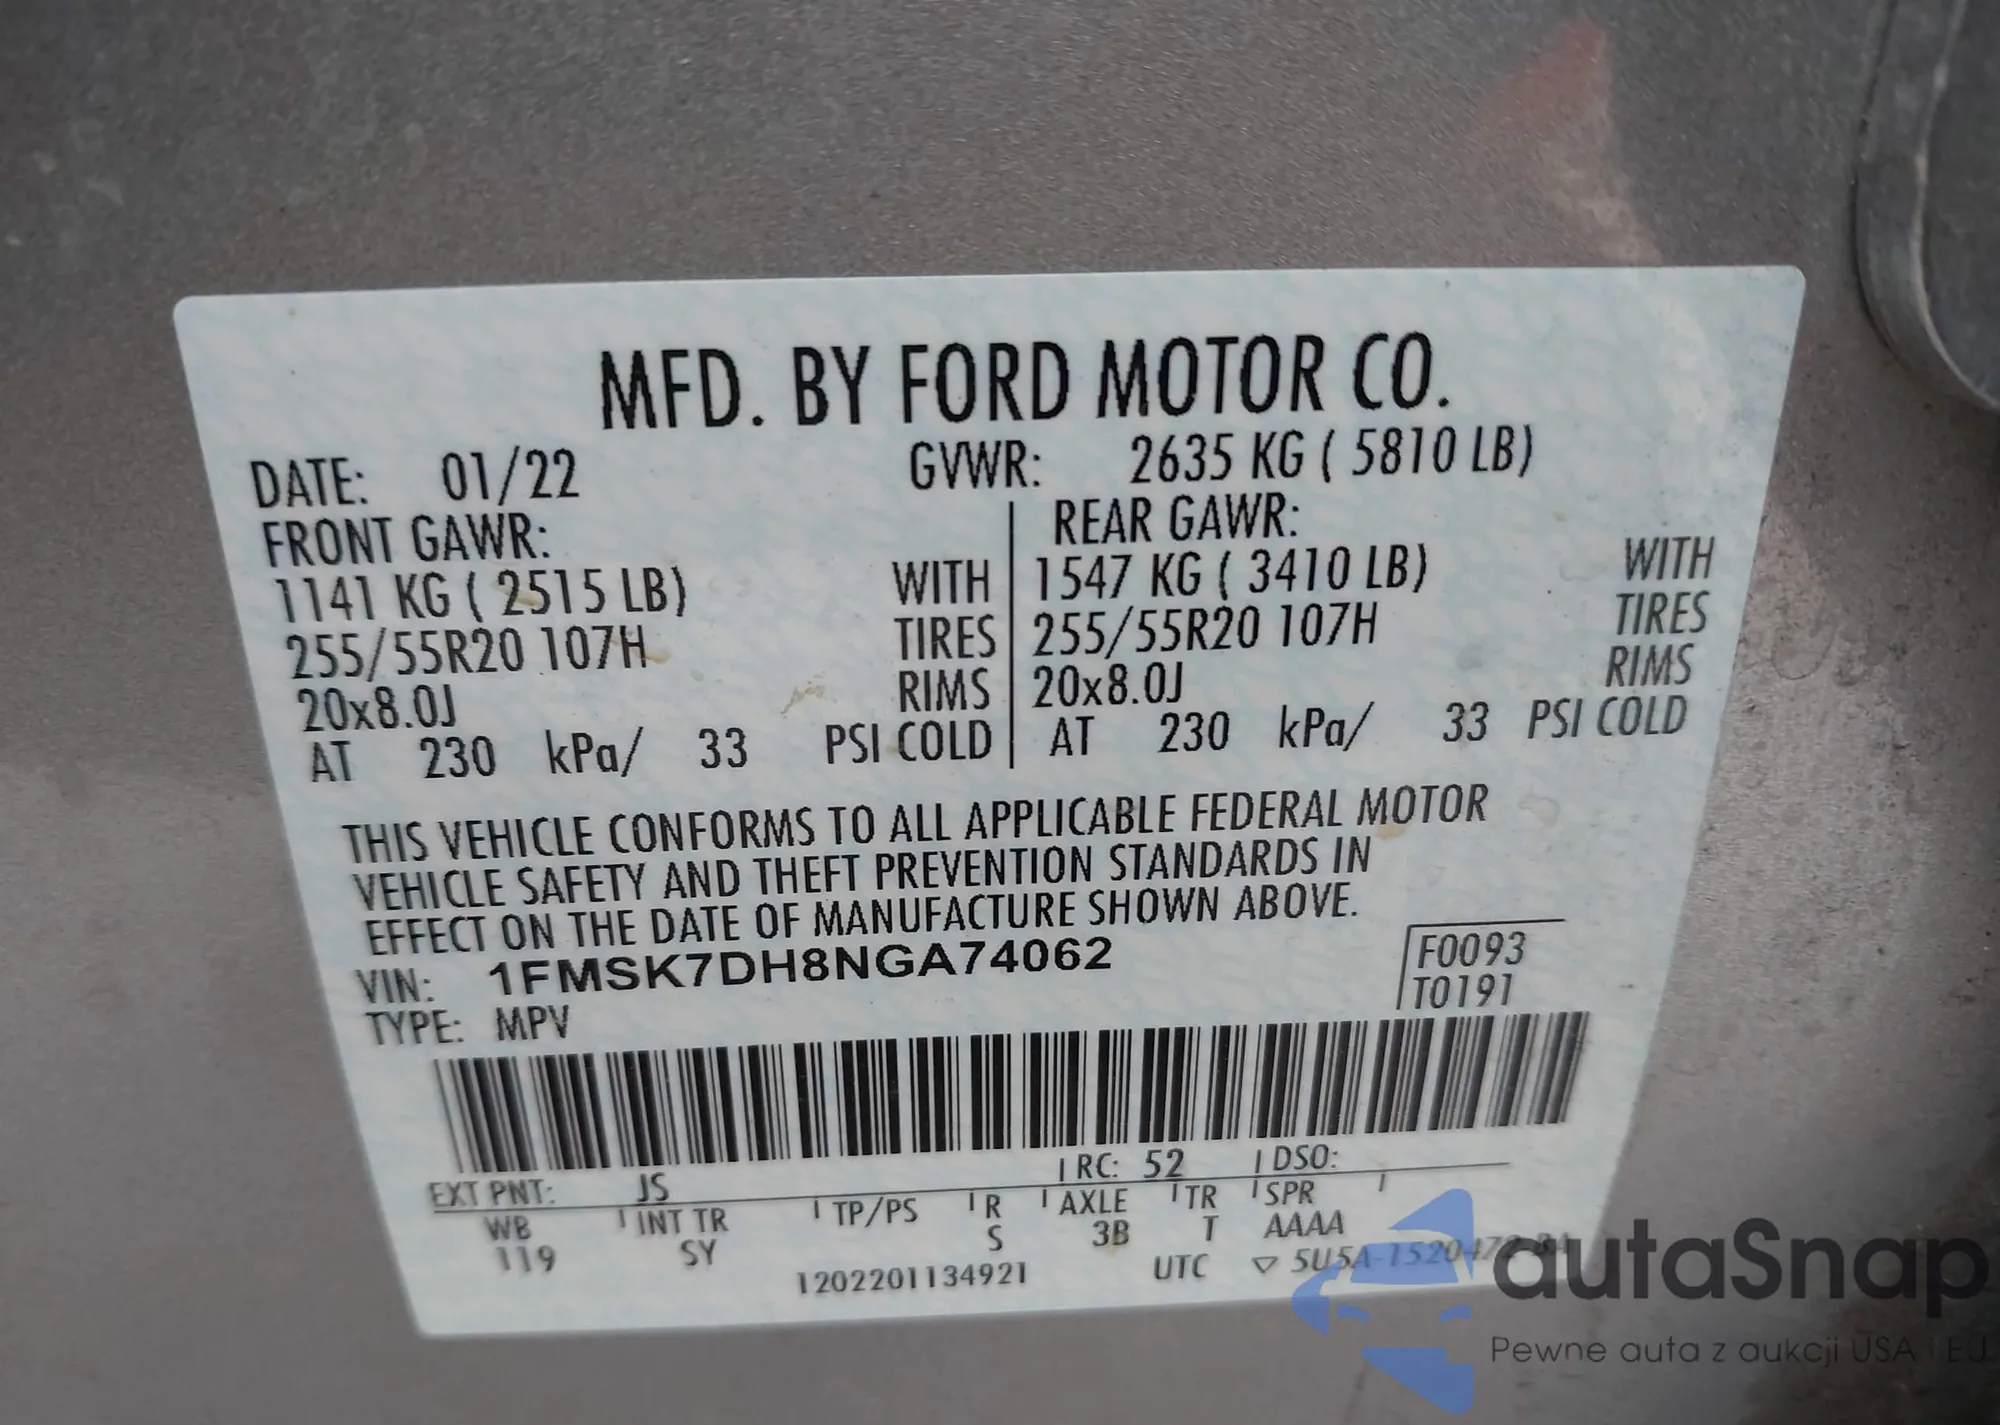 MFD. BY FORD MOTOR CO.
DATE: 01/22 GVWR: 2635 KG ( 5810 LB)
FRONT GAWR: REAR GAWR:
1141 KG ( 2515 LB) WITH 1547 KG ( 3410 LB) WITH
255/55R20 107H TIRES 255/55R20 107H TIRES
20x8.0J RIMS 20x8.0J RIMS
AT 230 kPa/ 33 PSI COLD AT 230 kPa/ 33 PSI COLD
THIS VEHICLE CONFORMS TO ALL APPLICABLE FEDERAL MOTOR
VEHICLE SAFETY AND THEFT PREVENTION STANDARDS IN
EFFECT ON THE DATE OF MANUFACTURE SHOWN ABOVE.
VIN: 1FMSK7DH8NGA74062 F0093
TYPE: MPV T0191
EXT PNT: JS RC: 52 DSO:
WB INT TR TP/PS R AXLE TR SPR
119 SY S 3B T AAAA
1202201134921 UTC ▽ 5U5A-1520472-BA
autaSnap
Pewne auta z aukcji USA i EU